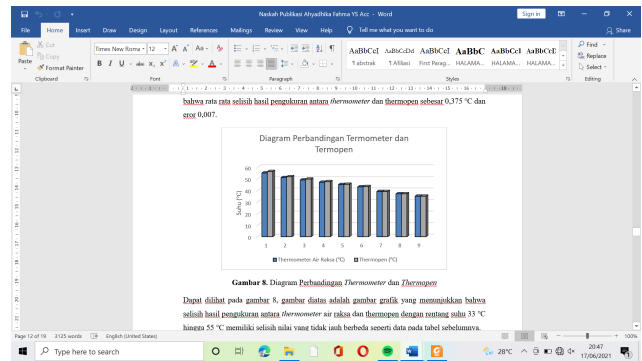 Naskah Publikasi Ahyadhika Fahma YS Acc - Word
Sign in
File Home Insert Draw Design Layout References Mailings Review View Help Tell me what you want to do Share
Cut
Copy
Format Painter
Paste
Clipboard
Times New Roma 12
Font
Paragraph
AaBbCcI AaBbCcDd AaBbCcI AaBbC AaBbCcI AaBbCcE
¶ abstrak ¶ Afiliasi First Parag... HALAMA... HALAMA... HALAMA...
Styles
Find
Replace
Select
Editing
bahwa rata rata selisih hasil pengukuran antara thermometer dan thermopen sebesar 0,375 °C dan
eror 0,007.
Diagram Perbandingan Termometer dan
Termopen
Suhu (°C)
60
50
40
30
20
10
0
1 2 3 4 5 6 7 8 9
Thermometer Air Raksa (°C) Thermopen (°C)
Gambar 8. Diagram Perbandingan Thermometer dan Thermopen
Dapat dilihat pada gambar 8, gambar diatas adalah gambar grafik yang menunjukkan bahwa
selisih hasil pengukuran antara thermometer air raksa dan thermopen dengan rentang suhu 33 °C
hingga 55 °C memiliki selisih nilai yang tidak jauh berbeda seperti data pada tabel sebelumnya.
Page 12 of 19 3125 words English (United States) 100%
Type here to search
28°C
20:47
17/06/2021